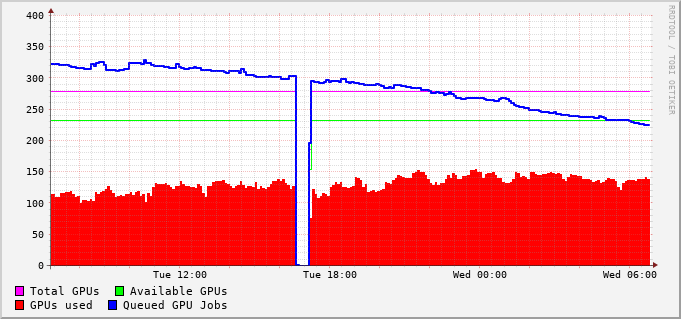 400
350
300
250
200
150
100
50
0
Tue 12:00 Tue 18:00 Wed 00:00 Wed 06:00
Total GPUs Available GPUs
GPUs used Queued GPU Jobs
RRDTOOL / TOBI OETIKER